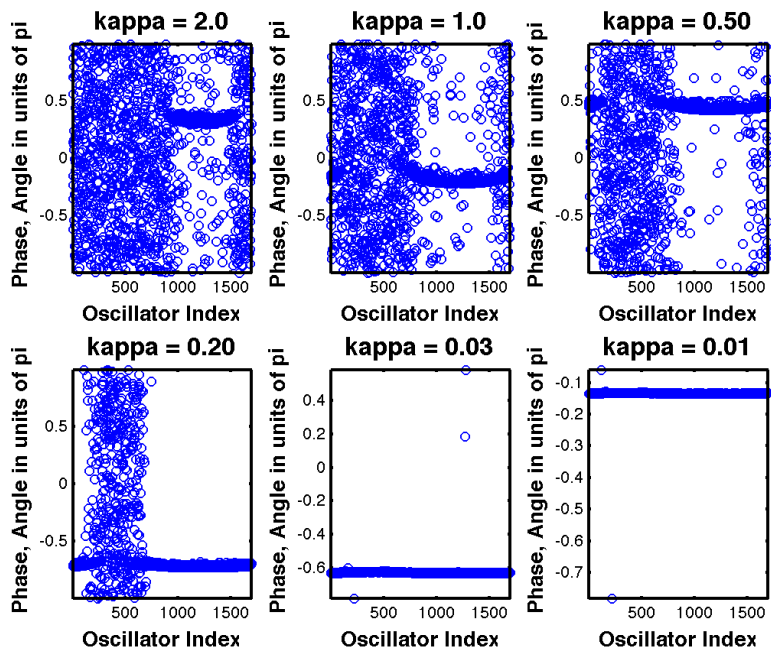 kappa = 2.0
kappa = 1.0
kappa = 0.50
Phase, Angle in units of pi
0.5
0
-0.5
500
1000
1500
Oscillator Index
Phase, Angle in units of pi
0.5
0
-0.5
500
1000
1500
Oscillator Index
Phase, Angle in units of pi
0.5
0
-0.5
500
1000
1500
Oscillator Index
kappa = 0.20
kappa = 0.03
kappa = 0.01
Phase, Angle in units of pi
0.5
0
-0.5
500
1000
1500
Oscillator Index
Phase, Angle in units of pi
0.4
0.2
0
-0.2
-0.4
-0.6
500
1000
1500
Oscillator Index
Phase, Angle in units of pi
-0.1
-0.2
-0.3
-0.4
-0.5
-0.6
-0.7
500
1000
1500
Oscillator Index